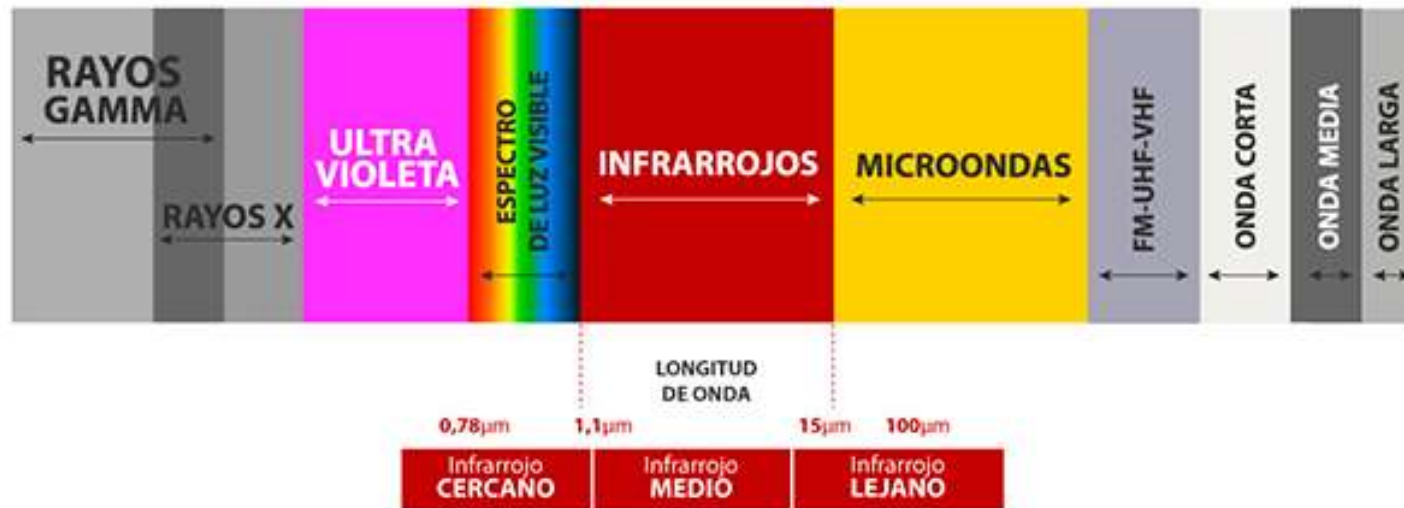 RAYOS
GAMMA
RAYOS X
ULTRA
VIOLETA
ESPECTRO
DE LUZ VISIBLE
INFRARROJOS
MICROONDAS
FM-UHF-VHF
ONDA CORTA
ONDA MEDIA
ONDA LARGA
LONGITUD
DE ONDA
0,78µm 1,1µm 15µm 100µm
Infrarrojo
CERCANO
Infrarrojo
MEDIO
Infrarrojo
LEJANO